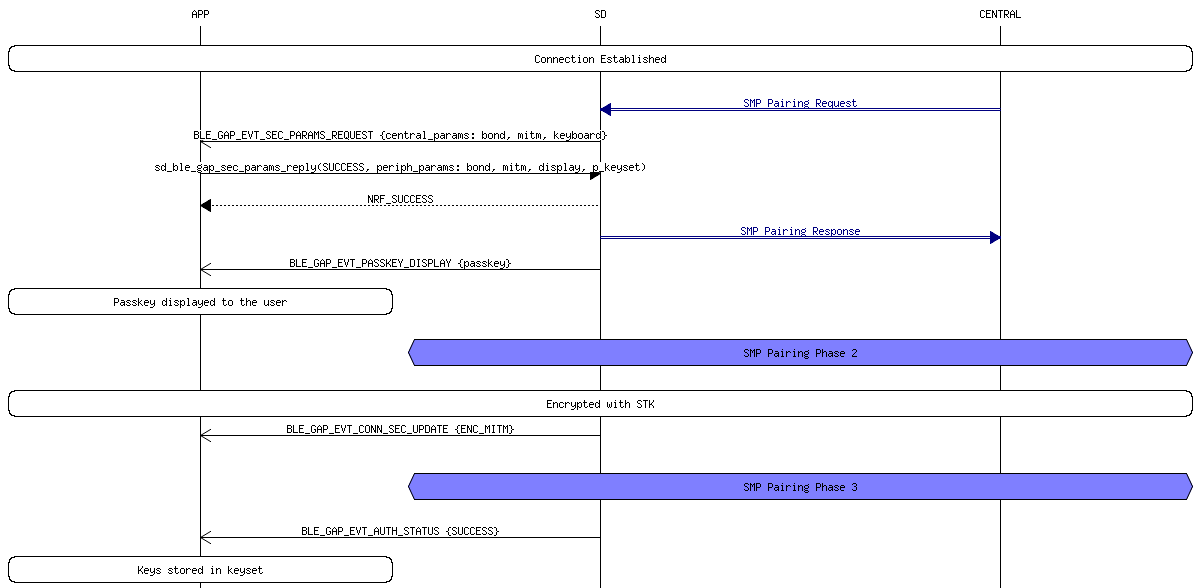 APP SD CENTRAL
Connection Established
SMP Pairing Request
BLE_GAP_EVT_SEC_PARAMS_REQUEST {central_params: bond, mitm, keyboard}
sd_ble_gap_sec_params_reply(SUCCESS, periph_params: bond, mitm, display, p_keyset)
NRF_SUCCESS
SMP Pairing Response
BLE_GAP_EVT_PASSKEY_DISPLAY {passkey}
Passkey displayed to the user
SMP Pairing Phase 2
Encrypted with STK
BLE_GAP_EVT_CONN_SEC_UPDATE {ENC_MITM}
SMP Pairing Phase 3
BLE_GAP_EVT_AUTH_STATUS {SUCCESS}
Keys stored in keyset